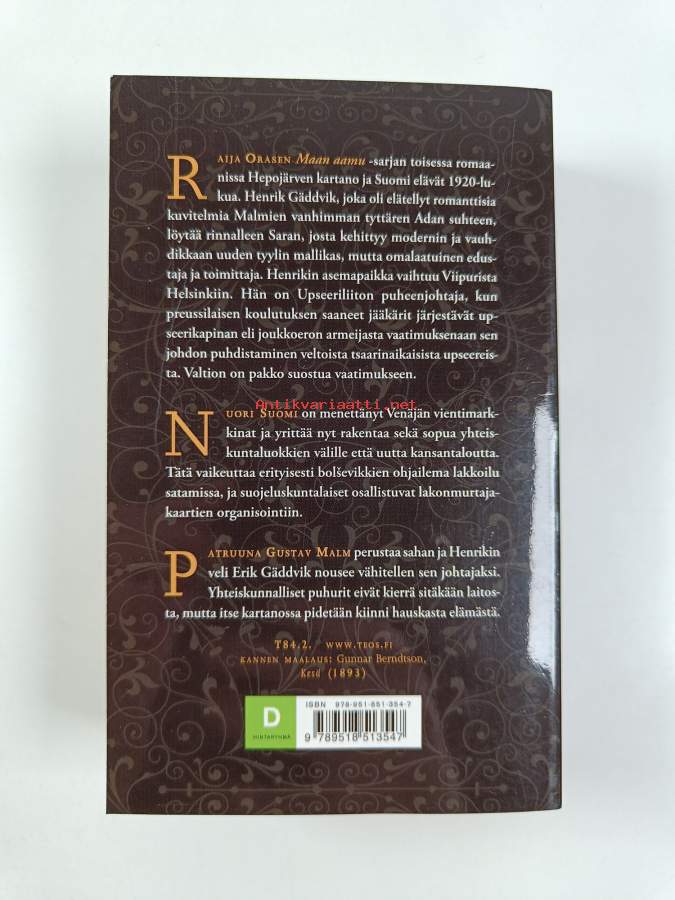 RAIJA ORASEN Maan aamu -sarjan toisessa romaa-
nissa Hepojärven kartano ja Suomi elävät 1920-lu-
kua. Henrik Gäddvik, joka oli elätellyt romanttisia
kuvitelmia Malmien vanhimman tyttären Adan suhteen,
löytää rinnalleen Saran, josta kehittyy modernin ja vauh-
dikkaan uuden tyylin mallikas, mutta omalaatuinen edus-
taja ja toimittaja. Henrikin asemapaikka vaihtuu Viipurista
Helsinkiin. Hän on Upseeriliiton puheenjohtaja, kun
preussilaisen koulutuksen saaneet jääkärit järjestävät up-
seerikapinan eli joukkoeron armeijasta vaatimuksenaan sen
johdon puhdistaminen veltoista tsaarinaikaisista upseereis-
ta. Valtion on pakko suostua vaatimukseen.
Antikvariaatti.net
NUORI SUOMI on menettänyt Venäjän vientimark-
kinat ja yrittää nyt rakentaa sekä sopua yhteis-
kuntaluokkien välille että uutta kansantaloutta.
Tätä vaikeuttaa erityisesti bolševikkien ohjailema lakkoilu
satamissa, ja suojeluskuntalaiset osallistuvat lakonmurtaja-
kaartien organisointiin.
PATRUUNA GUSTAV MALM perustaa sahan ja Henrikin
veli Erik Gäddvik nousee vähitellen sen johtajaksi.
Yhteiskunnalliset puhurit eivät kierrä sitäkään laitos-
ta, mutta itse kartanossa pidetään kiinni hauskasta elämästä.
T84.2. WWW.TEOS.FI
KANNEN MAALAUS: Gunnar Berndtson,
Kesä (1893)
D
HINTARYHMÄ
ISBN 978-951-851-354-7
9 789518 513547